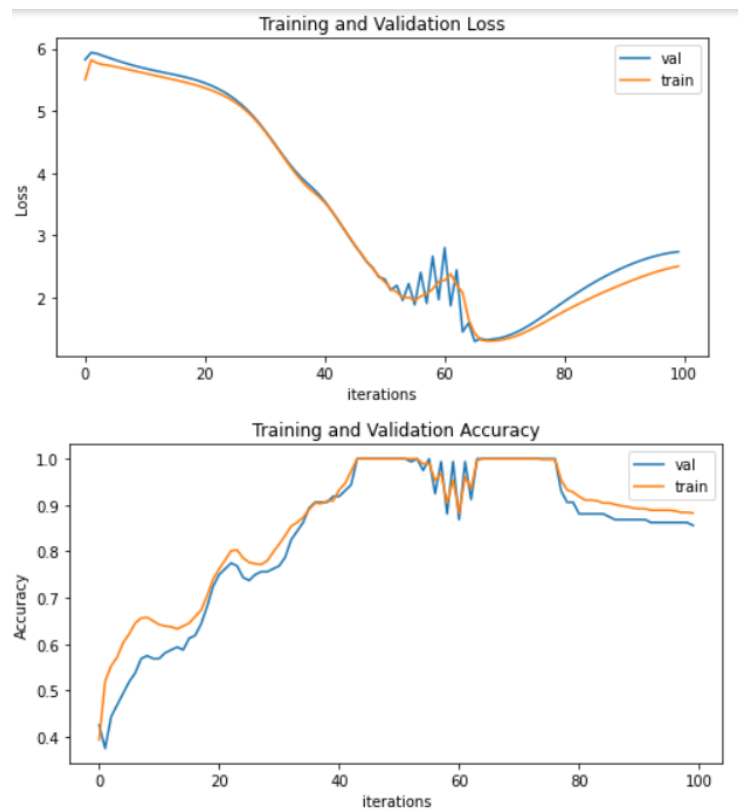 Training and Validation Loss
6
5
4
3
2
Loss
val
train
0
20
40
60
80
100
iterations
Training and Validation Accuracy
1.0
0.9
0.8
0.7
0.6
0.5
0.4
Accuracy
val
train
0
20
40
60
80
100
iterations